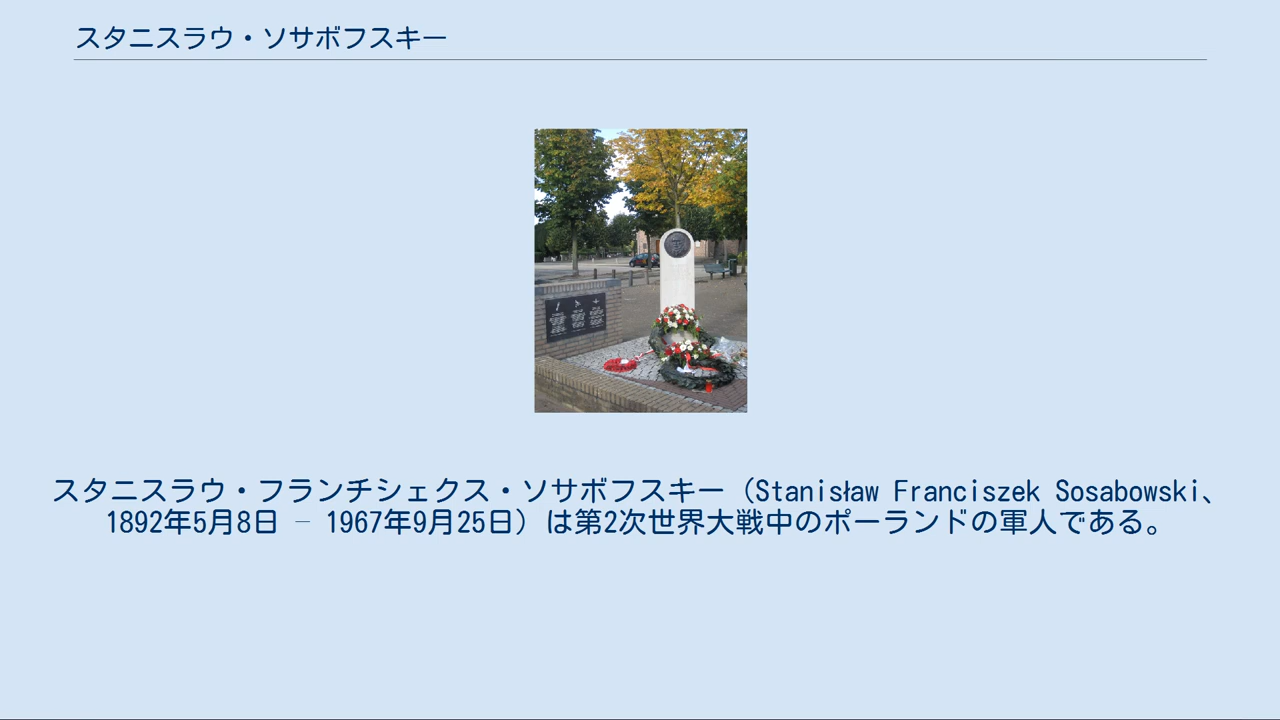 スタニスラウ・ソサボフスキー
スタニスラウ・フランチシェクス・ソサボフスキー（Stanisław Franciszek Sosabowski、
1892年5月8日 – 1967年9月25日）は第2次世界大戦中のポーランドの軍人である。